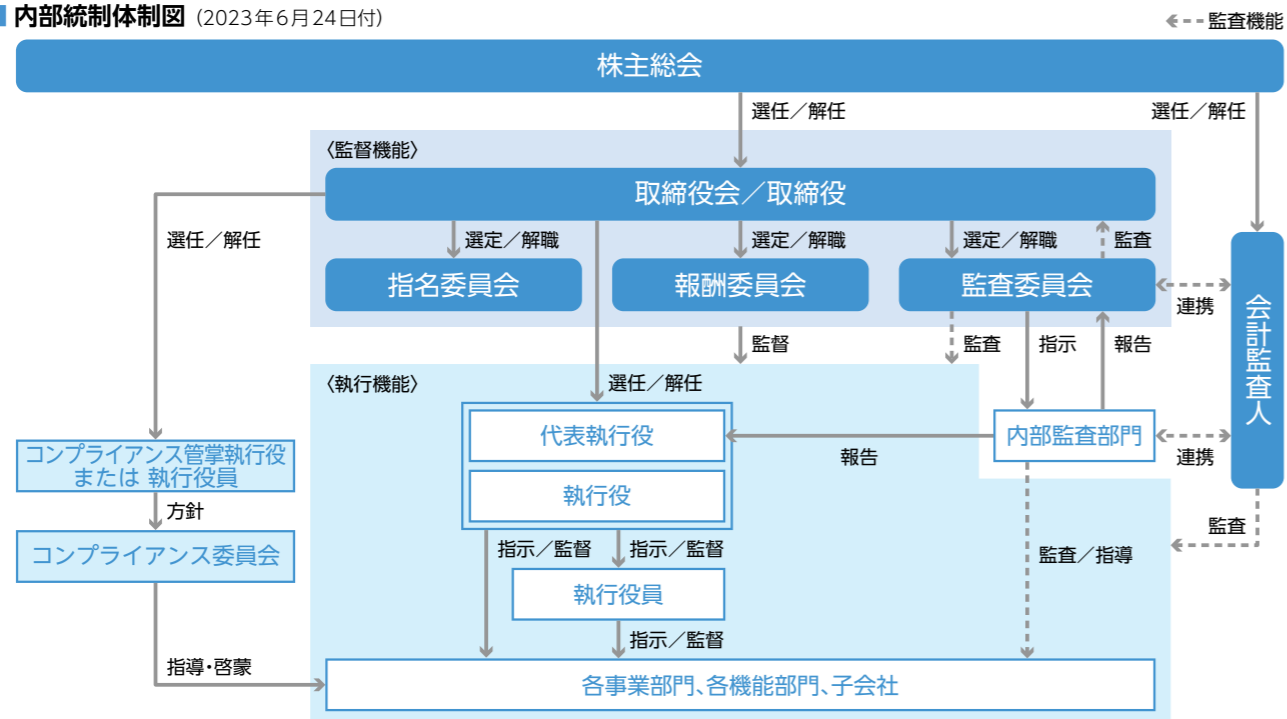 内部統制体制図 (2023年6月24日付)
監査機能
株主総会
選任／解任
選任／解任
〈監督機能〉
取締役会／取締役
選任／解任
選定／解職
選定／解職
選定／解職
監査
指名委員会
報酬委員会
監査委員会
連携
会計監査人
監督
監査
指示
報告
〈執行機能〉
選任／解任
代表執行役
内部監査部門
報告
連携
コンプライアンス管掌執行役
または 執行役員
執行役
方針
監査
コンプライアンス委員会
指示／監督
指示／監督
監査／指導
執行役員
指示／監督
指導・啓蒙
各事業部門、各機能部門、子会社